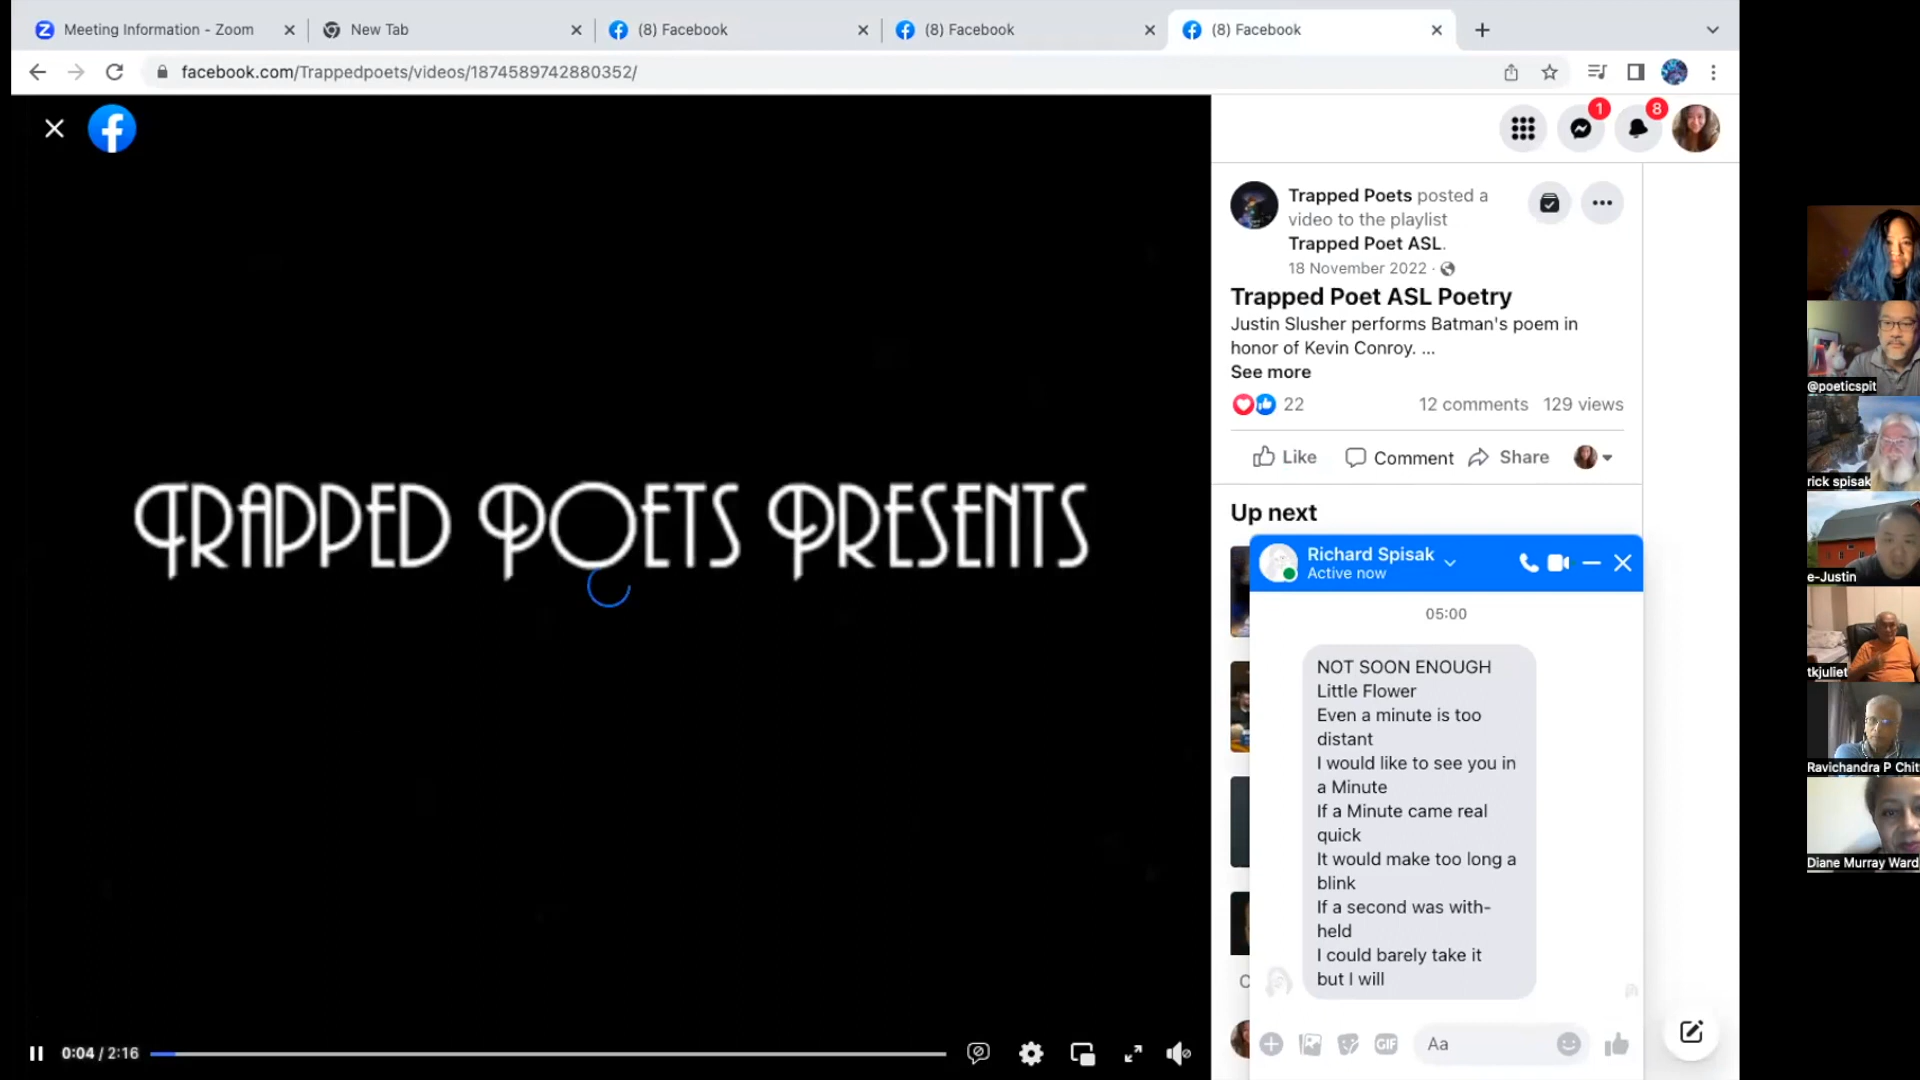 Meeting Information - Zoom
New Tab
(8) Facebook
(8) Facebook
(8) Facebook
facebook.com/Trappedpoets/videos/1874589742880352/
1
8
TRAPPED POETS PRESENTS
0:04 / 2:16
Trapped Poets posted a
video to the playlist
Trapped Poet ASL.
18 November 2022 ·
Trapped Poet ASL Poetry
Justin Slusher performs Batman's poem in
honor of Kevin Conroy. ...
See more
22
12 comments 129 views
Like
Comment
Share
Up next
Richard Spisak
Active now
05:00
NOT SOON ENOUGH
Little Flower
Even a minute is too
distant
I would like to see you in
a Minute
If a Minute came real
quick
It would make too long a
blink
If a second was with-
held
I could barely take it
but I will
GIF
Aa
@poeticspit
rick spisak
e-Justin
tkjuliet
Ravichandra P Chit
Diane Murray Ward